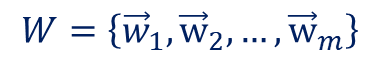 W = {w⃗₁, w⃗₂, … , w⃗ₘ}